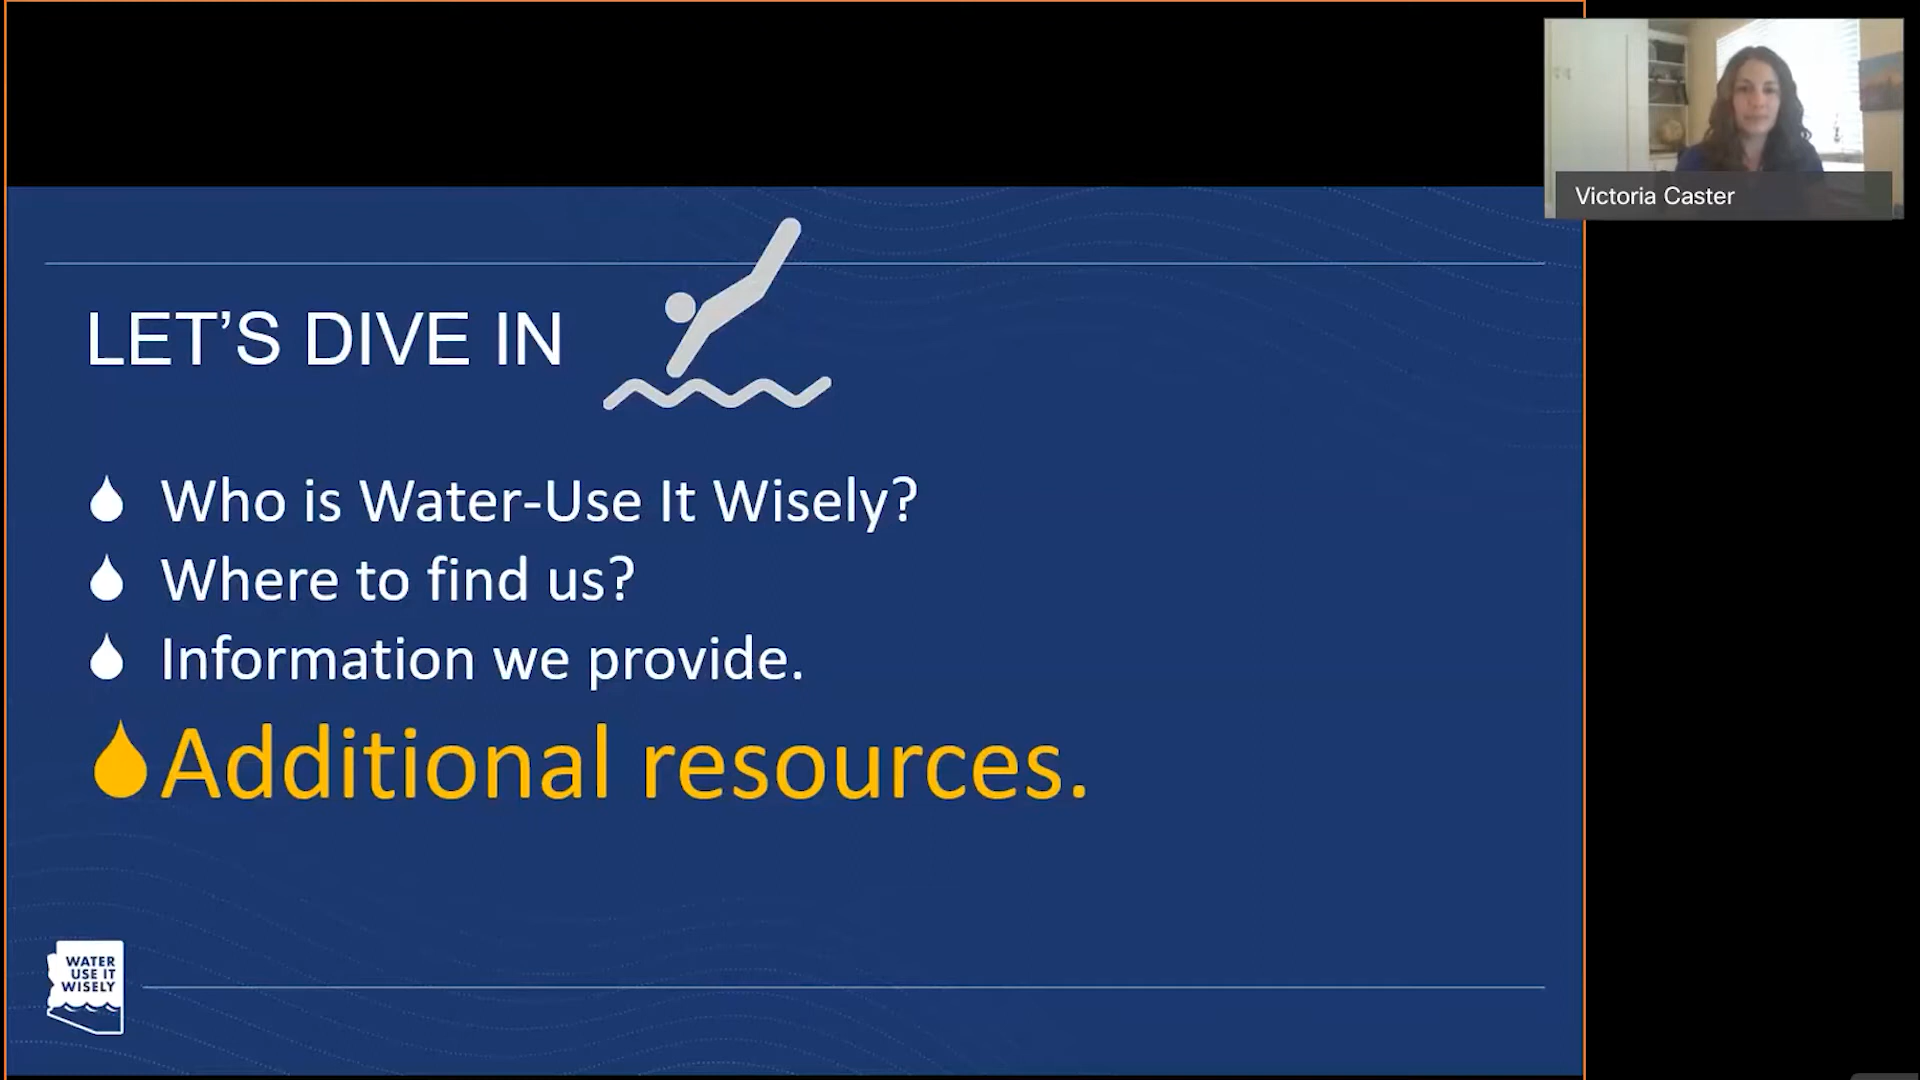 Victoria Caster
LET’S DIVE IN
Who is Water-Use It Wisely?
Where to find us?
Information we provide.
Additional resources.
WATER
USE IT
WISELY